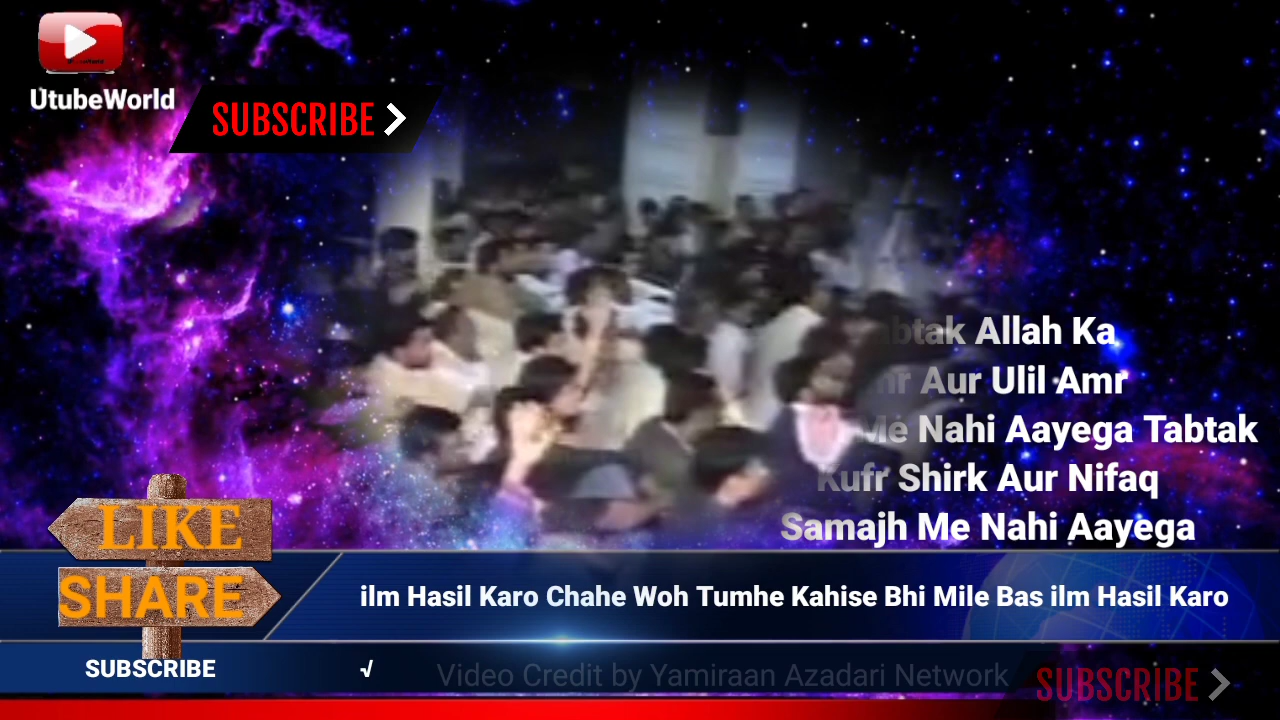 UtubeWorld
SUBSCRIBE
Allah Ka
Aur Ulil Amr
Me Nahi Aayega Tabtak
Kufr Shirk Aur Nifaq
Samajh Me Nahi Aayega
LIKE
SHARE
ilm Hasil Karo Chahe Woh Tumhe Kahise Bhi Mile Bas ilm Hasil Karo
SUBSCRIBE √
Video Credit by Yamiraan Azadari Network
SUBSCRIBE